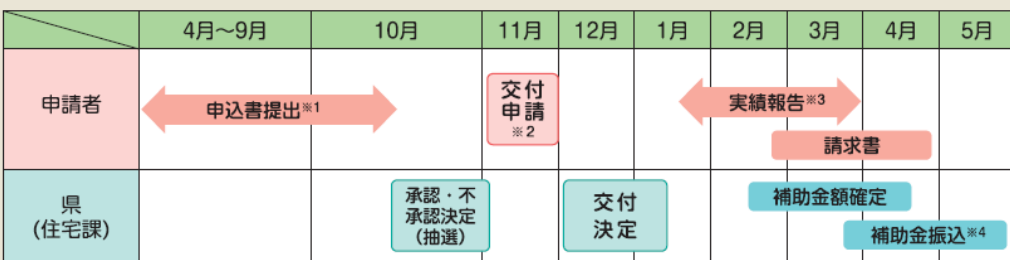 4月～9月 10月 11月 12月 1月 2月 3月 4月 5月
申請者
申込書提出※1
交付
申請
※2
実績報告※3
請求書
県
(住宅課)
承認・不
承認決定
(抽選)
交付
決定
補助金額確定
補助金振込※4